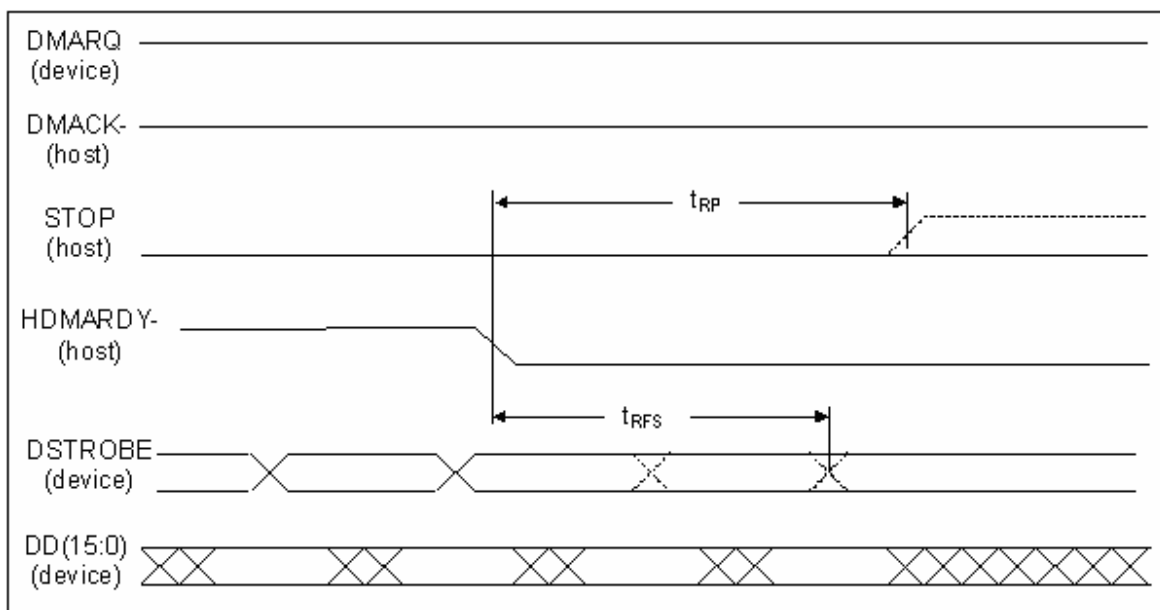 DMARQ
(device)
DMACK-
(host)
STOP
(host)
tRP
HDMARDY-
(host)
tRFS
DSTROBE
(device)
DD(15:0)
(device)